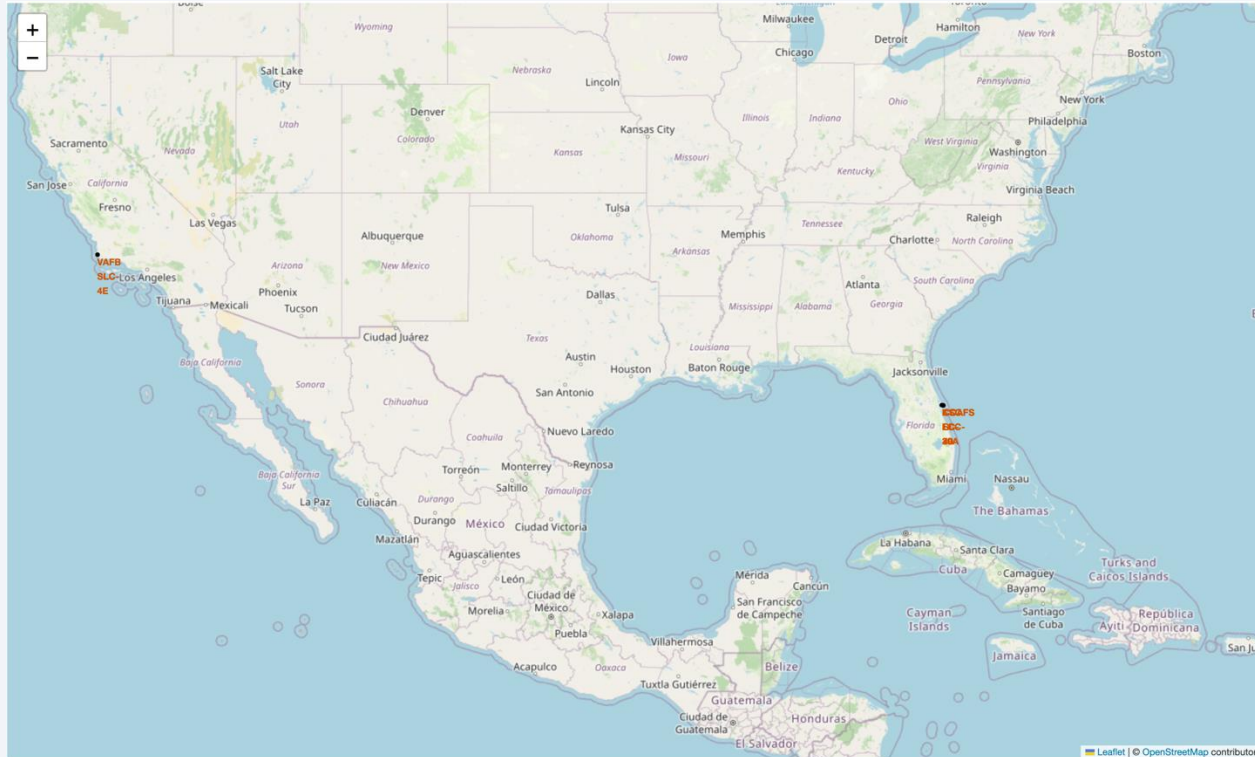 Wyoming
Milwaukee
Hamilton
New York
Detroit
Boston
Chicago
Iowa
Salt Lake
City
Nebraska
Lincoln
Pennsylvania
New York
Ohio
Denver
Utah
Illinois
Indiana
Philadelphia
Kansas City
Colorado
Sacramento
Nevada
West Virginia
Washington
Kansas
Missouri
Virginia
San Jose
California
Kentucky
Virginia Beach
Fresno
Las Vegas
Tulsa
Raleigh
Tennessee
Albuquerque
Oklahoma
Memphis
Charlotte
North Carolina
Arkansas
VAFB
SLC-
4E
Los Angeles
Arizona
New Mexico
Phoenix
Atlanta
South Carolina
Tijuana
Mexicali
Tucson
Dallas
Mississippi
Alabama
Georgia
Ciudad Juárez
Texas
Louisiana
Austin
Baja California
Houston
Baton Rouge
Jacksonville
Sonora
San Antonio
Chihuahua
Florida
Coahuila
Nuevo Laredo
Torreón
Monterrey
Reynosa
Baja California
Sur
Saltillo
Miami
Nassau
Tamaulipas
La Paz
Culiacán
Durango
The Bahamas
Durango
México
Ciudad Victoria
Mazatlán
La Habana
Santa Clara
Aguascalientes
Cuba
Turks and
Caicos Islands
Tepic
León
Mérida
Cancún
Camaguey
Jalisco
Ciudad de
México
Bayamo
San Francisco
de Campeche
Morelia
Xalapa
Cayman
Islands
Santiago
de Cuba
Ayiti
República
Dominicana
Puebla
Villahermosa
San Ju
Acapulco
Oaxaca
Belize
Jamaica
Tuxtla Gutiérrez
Guatemala
Ciudad de
Guatemala
Honduras
El Salvador
+
−
Leaflet | © OpenStreetMap contributor